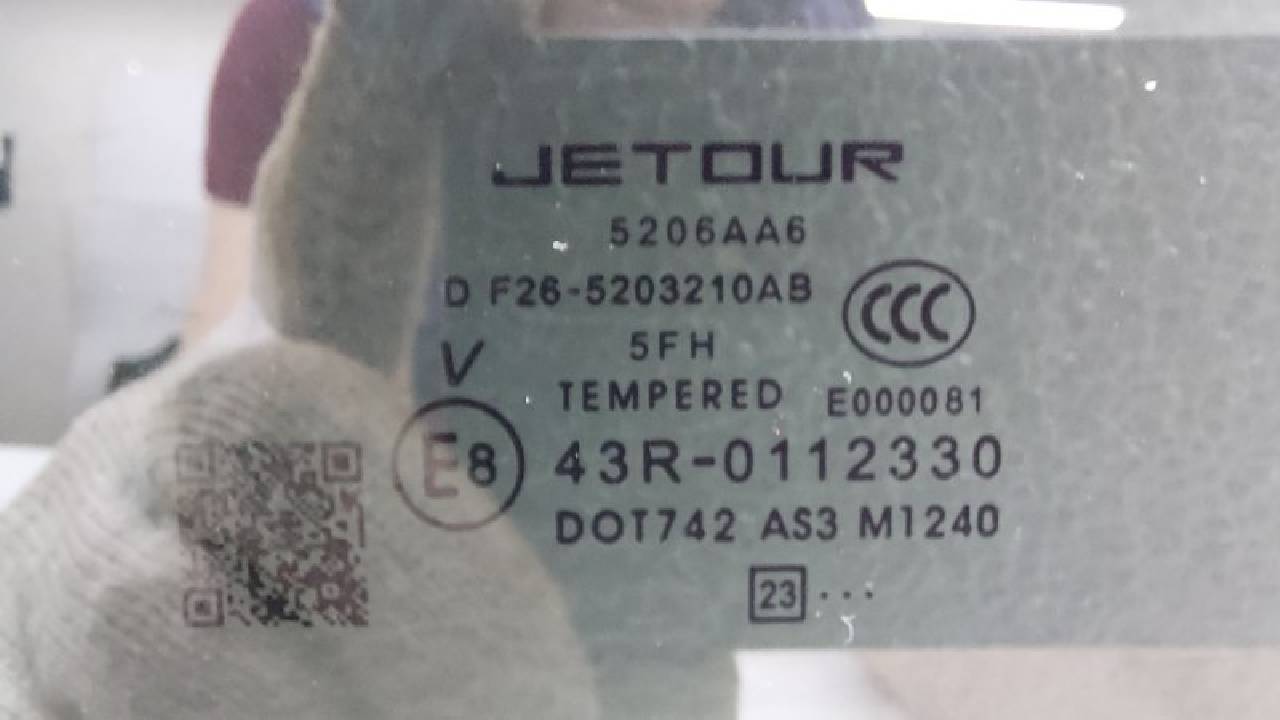 JETOUR
5206AA6
D F26-5203210AB
CCC
5FH
V
TEMPERED E000081
E8 43R-0112330
DOT742 AS3 M1240
23 ...